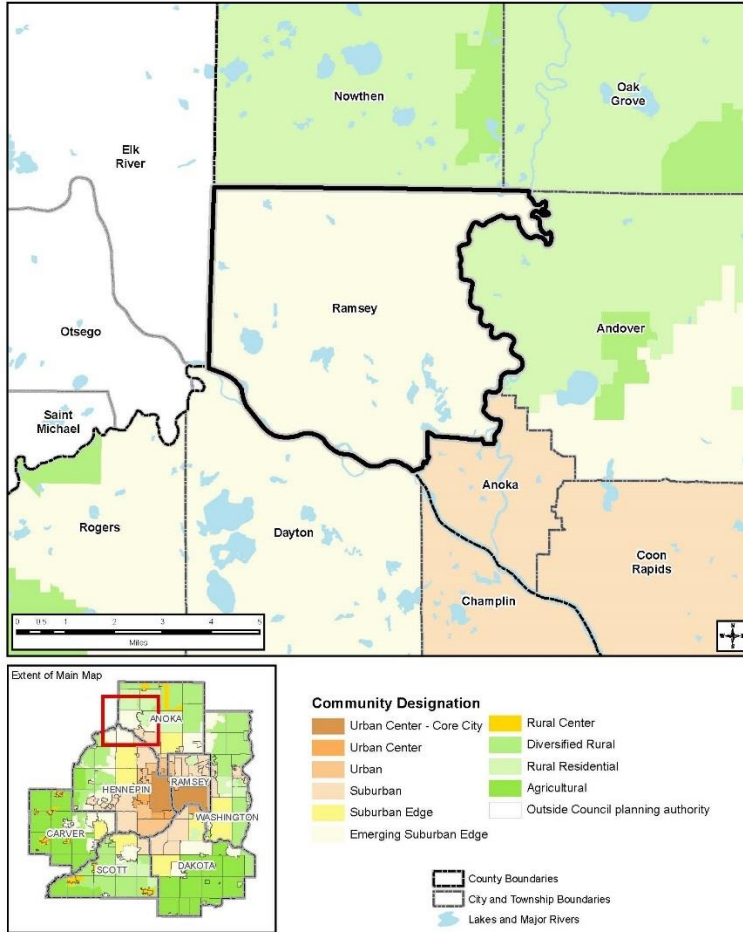 Nowthen
Oak
Grove
Elk
River
Ramsey
Andover
Otsego
Saint
Michael
Anoka
Rogers
Dayton
Coon
Rapids
Champlin
0 0.5 1 2 3 4 5
Miles
N
W E
S
Extent of Main Map
ANOKA
HENNEPIN
RAMSEY
WASHINGTON
CARVER
SCOTT
DAKOTA
Community Designation
Urban Center - Core City
Urban Center
Urban
Suburban
Suburban Edge
Emerging Suburban Edge
Rural Center
Diversified Rural
Rural Residential
Agricultural
Outside Council planning authority
County Boundaries
City and Township Boundaries
Lakes and Major Rivers